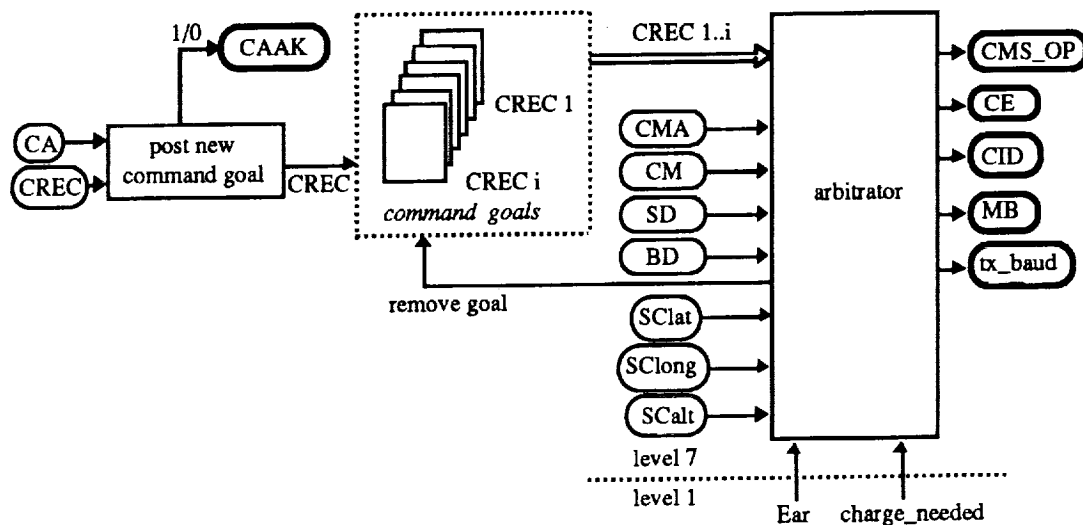 1/0
CAAK
CA
CREC
post new
command goal
CREC
CREC 1
CREC i
command goals
remove goal
CREC 1..i
CMA
CM
SD
BD
SClat
SClong
SCalt
level 7
level 1
arbitrator
Ear
charge_needed
CMS_OP
CE
CID
MB
tx_baud